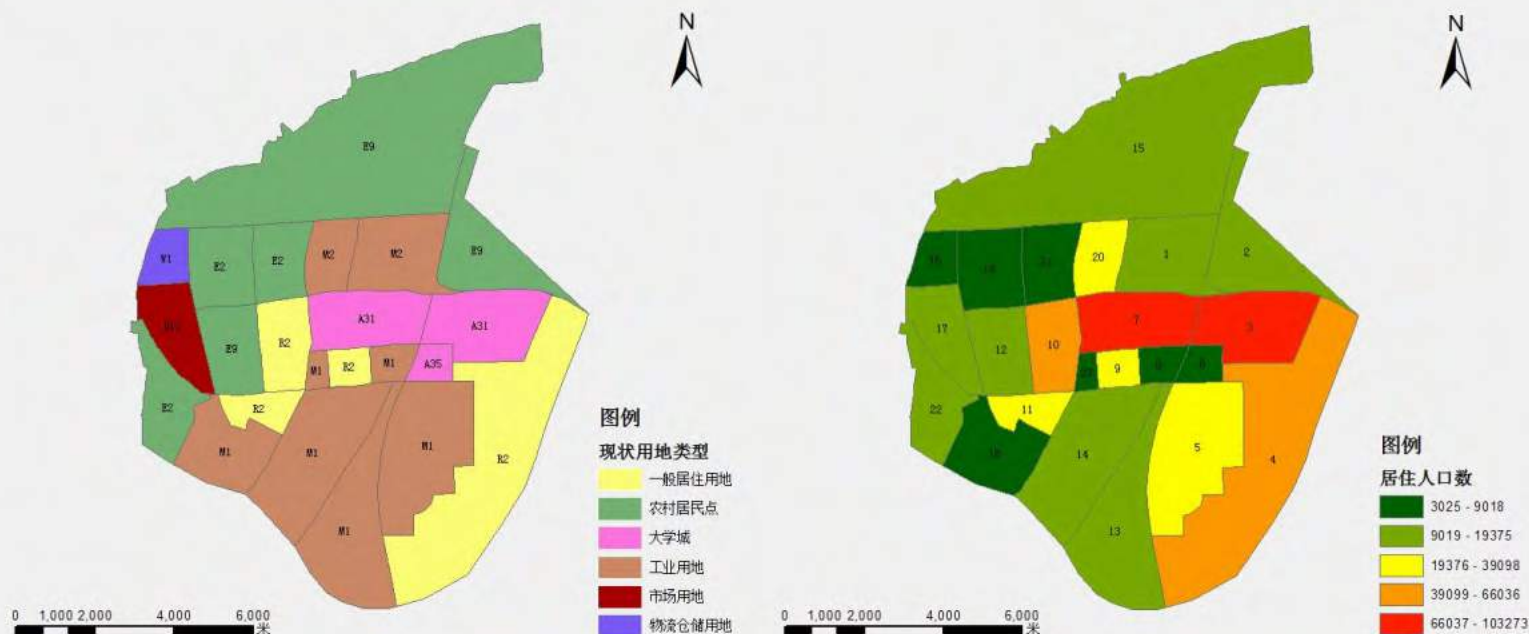 N
E9
W1
E2
E2
M2
M2
E9
E9
R2
A31
A31
M1
R2
M1
A35
E2
R2
M1
M1
M1
R2
M1
图例
现状用地类型
一般居住用地
农村居民点
大学城
工业用地
市场用地
物流仓储用地
0 1,000 2,000 4,000 6,000
米
N
15
20
1
2
17
12
10
7
3
9
22
11
14
5
4
13
图例
居住人口数
3025 - 9018
9019 - 19375
19376 - 39098
39099 - 66036
66037 - 103273
0 1,000 2,000 4,000 6,000
米